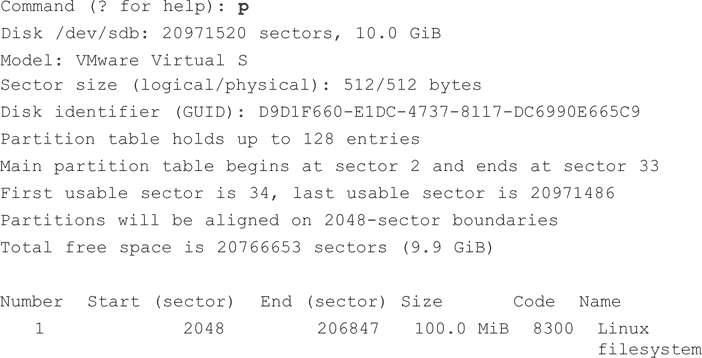 Command (? for help): p
Disk /dev/sdb: 20971520 sectors, 10.0 GiB
Model: VMware Virtual S
Sector size (logical/physical): 512/512 bytes
Disk identifier (GUID): D9D1F660-E1DC-4737-8117-DC6990E665C9
Partition table holds up to 128 entries
Main partition table begins at sector 2 and ends at sector 33
First usable sector is 34, last usable sector is 20971486
Partitions will be aligned on 2048-sector boundaries
Total free space is 20766653 sectors (9.9 GiB)
Number Start (sector) End (sector) Size Code Name
1 2048 206847 100.0 MiB 8300 Linux
filesystem